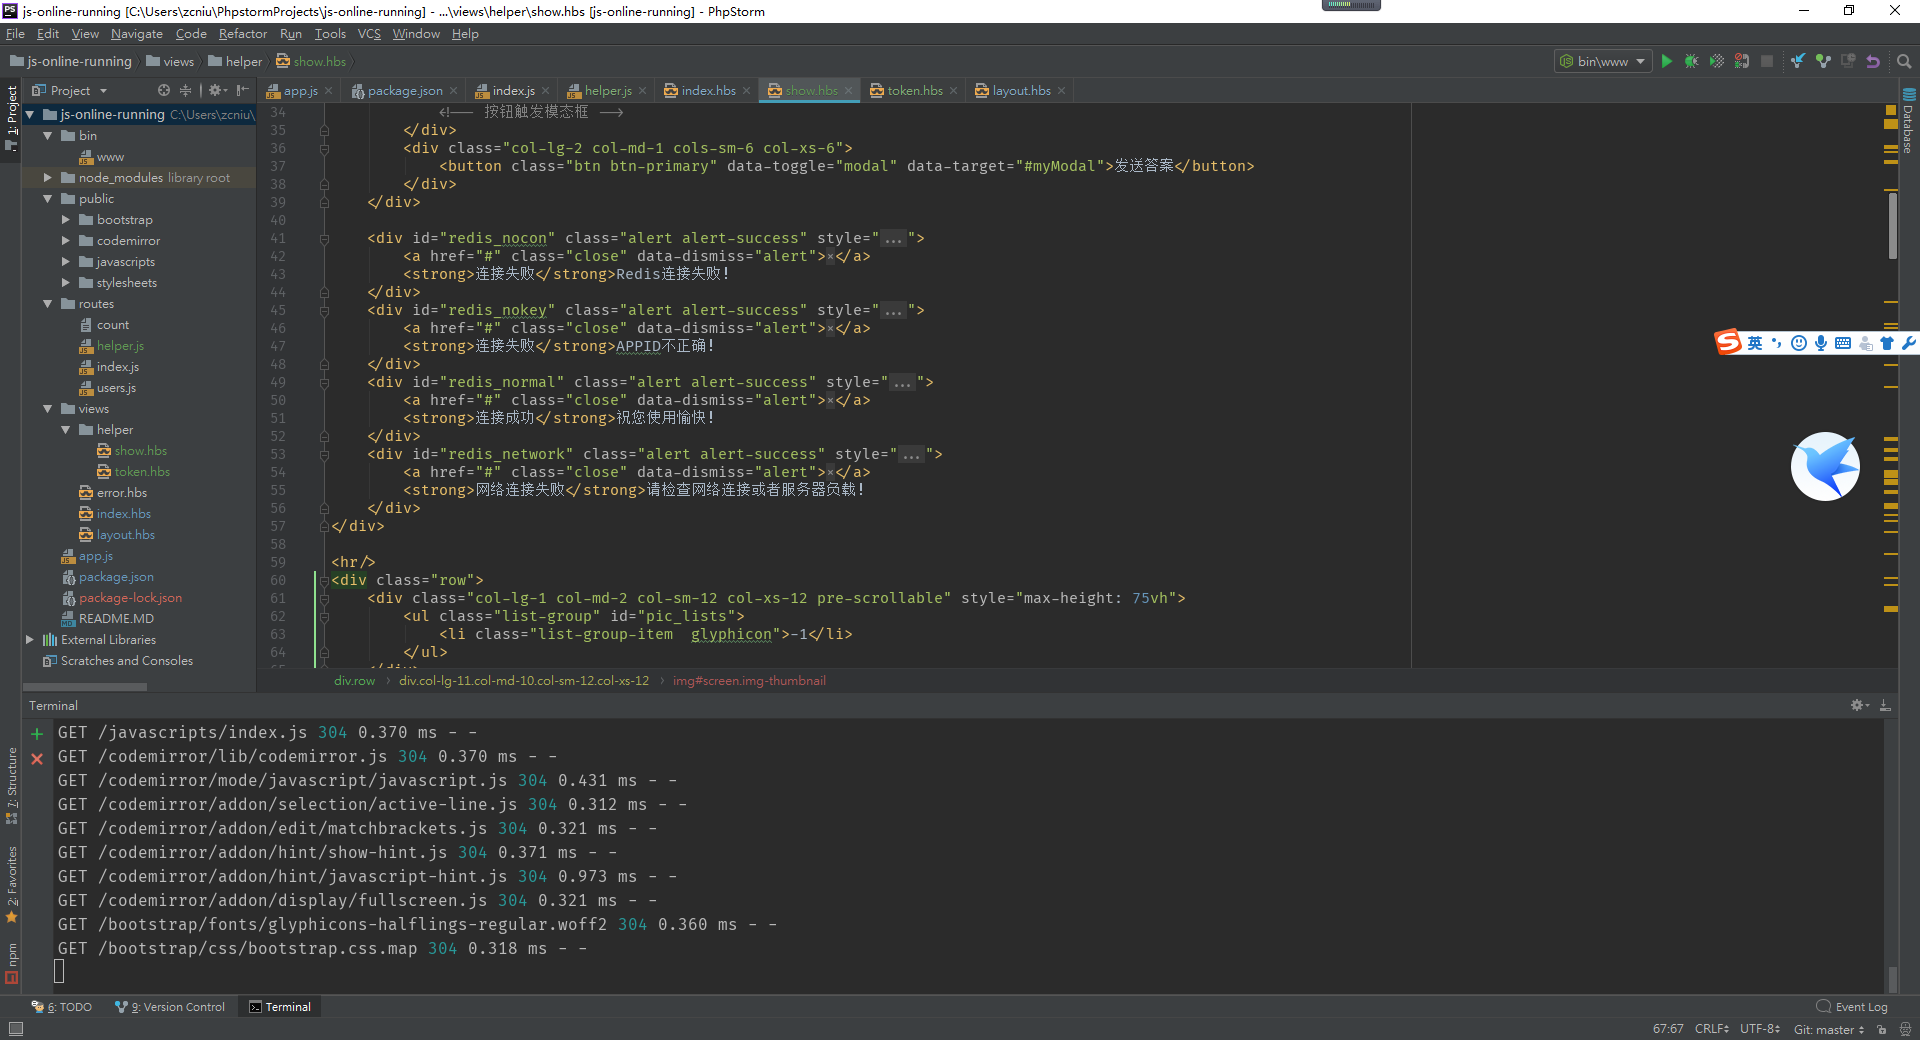 js-online-running [C:\Users\zcniu\PhpstormProjects\js-online-running] - ...\views\helper\show.hbs [js-online-running] - PhpStorm
File Edit View Navigate Code Refactor Run Tools VCS Window Help
js-online-running views helper show.hbs bin\www
Project
app.js package.json index.js helper.js index.hbs show.hbs token.hbs layout.hbs
1: Project
js-online-running C:\Users\zcniu\
bin
www
node_modules library root
public
bootstrap
codemirror
javascripts
stylesheets
routes
count
helper.js
index.js
users.js
views
helper
show.hbs
token.hbs
error.hbs
index.hbs
layout.hbs
app.js
package.json
package-lock.json
README.MD
External Libraries
Scratches and Consoles
34 <!-- 按钮触发模态框 -->
35 </div>
36 <div class="col-lg-2 col-md-1 cols-sm-6 col-xs-6">
37 <button class="btn btn-primary" data-toggle="modal" data-target="#myModal">发送答案</button>
38 </div>
39 </div>
40
41 <div id="redis_nocon" class="alert alert-success" style="...">
42 <a href="#" class="close" data-dismiss="alert">×</a>
43 <strong>连接失败</strong>Redis连接失败!
44 </div>
45 <div id="redis_nokey" class="alert alert-success" style="...">
46 <a href="#" class="close" data-dismiss="alert">×</a>
47 <strong>连接失败</strong>APPID不正确!
48 </div>
49 <div id="redis_normal" class="alert alert-success" style="...">
50 <a href="#" class="close" data-dismiss="alert">×</a>
51 <strong>连接成功</strong>祝您使用愉快!
52 </div>
53 <div id="redis_network" class="alert alert-success" style="...">
54 <a href="#" class="close" data-dismiss="alert">×</a>
55 <strong>网络连接失败</strong>请检查网络连接或者服务器负载!
56 </div>
57 </div>
58
59 <hr/>
60 <div class="row">
61 <div class="col-lg-1 col-md-2 col-sm-12 col-xs-12 pre-scrollable" style="max-height: 75vh">
62 <ul class="list-group" id="pic_lists">
63 <li class="list-group-item  glyphicon">-1</li>
64 </ul>
65 </div>
div.row div.col-lg-11.col-md-10.col-sm-12.col-xs-12 img#screen.img-thumbnail
Database
英
Terminal
GET /javascripts/index.js 304 0.370 ms - -
GET /codemirror/lib/codemirror.js 304 0.370 ms - -
GET /codemirror/mode/javascript/javascript.js 304 0.431 ms - -
GET /codemirror/addon/selection/active-line.js 304 0.312 ms - -
GET /codemirror/addon/edit/matchbrackets.js 304 0.321 ms - -
GET /codemirror/addon/hint/show-hint.js 304 0.371 ms - -
GET /codemirror/addon/hint/javascript-hint.js 304 0.973 ms - -
GET /codemirror/addon/display/fullscreen.js 304 0.321 ms - -
GET /bootstrap/fonts/glyphicons-halflings-regular.woff2 304 0.360 ms - -
GET /bootstrap/css/bootstrap.css.map 304 0.318 ms - -
7: Structure
2: Favorites
npm
6: TODO 9: Version Control Terminal Event Log
67:67 CRLF UTF-8 Git: master